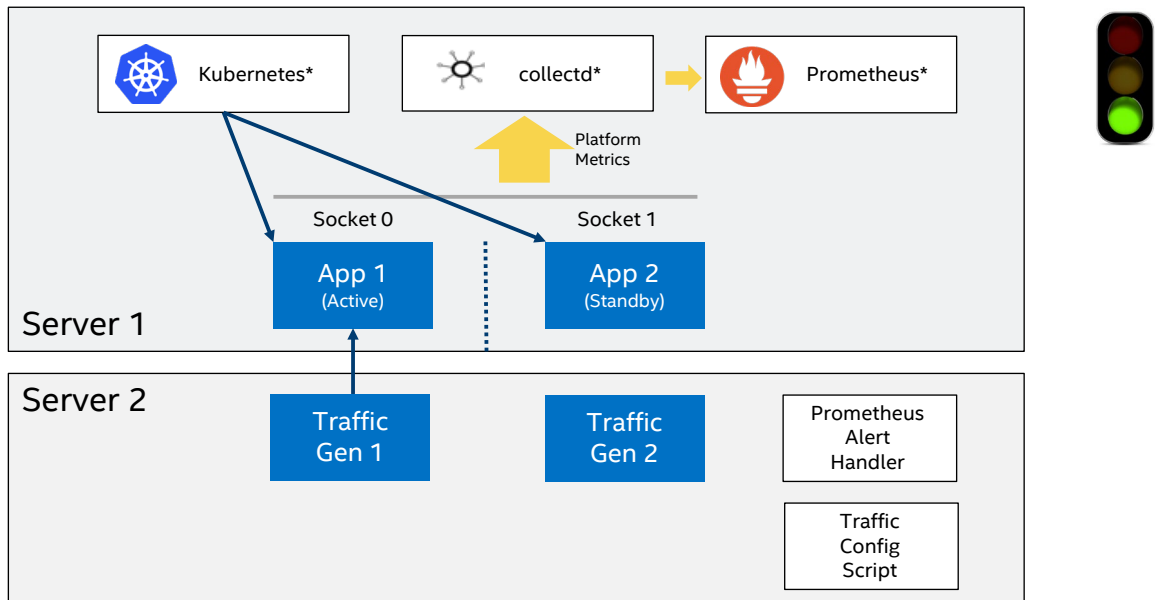 Kubernetes*
collectd*
Prometheus*
Platform
Metrics
Socket 0
Socket 1
App 1
(Active)
App 2
(Standby)
Server 1
Server 2
Traffic
Gen 1
Traffic
Gen 2
Prometheus
Alert
Handler
Traffic
Config
Script